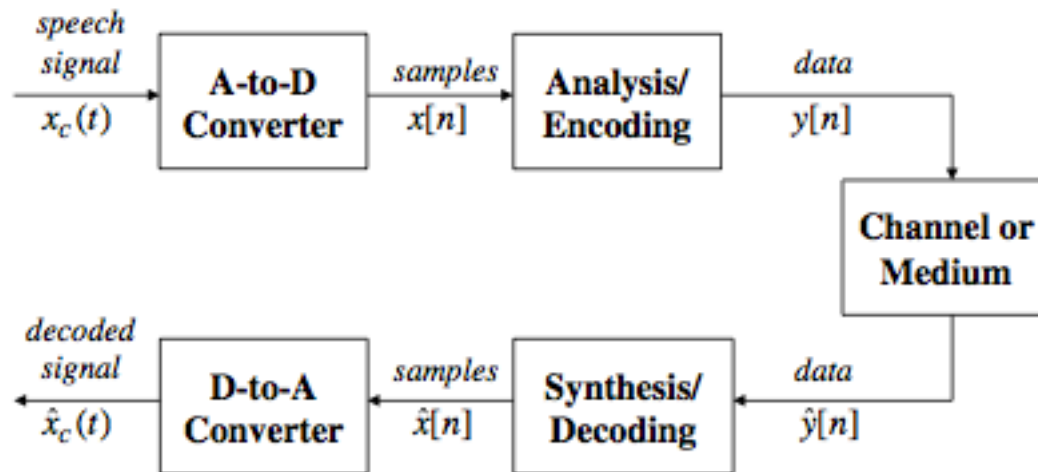 speech
signal
x_c(t)
A-to-D
Converter
samples
x[n]
Analysis/
Encoding
data
y[n]
Channel or
Medium
data
ŷ[n]
Synthesis/
Decoding
samples
x̂[n]
D-to-A
Converter
decoded
signal
x̂_c(t)